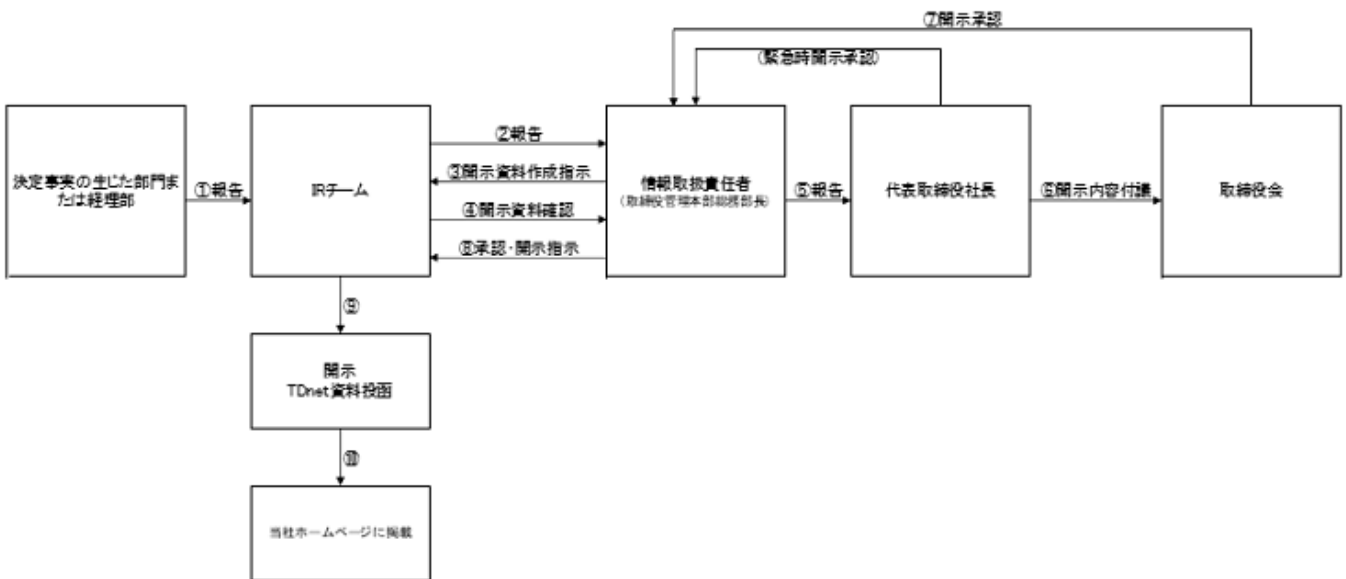 ⑦開示承認
(緊急時開示承認)
決定事実の生じた部門ま
たは経理部
①報告
IRチーム
②報告
③開示資料作成指示
④開示資料確認
⑧承認・開示指示
情報取扱責任者
(取締役管理本部総務部長)
⑤報告
代表取締役社長
⑥開示内容付議
取締役会
⑨
開示
TDnet資料投函
⑩
当社ホームページに掲載